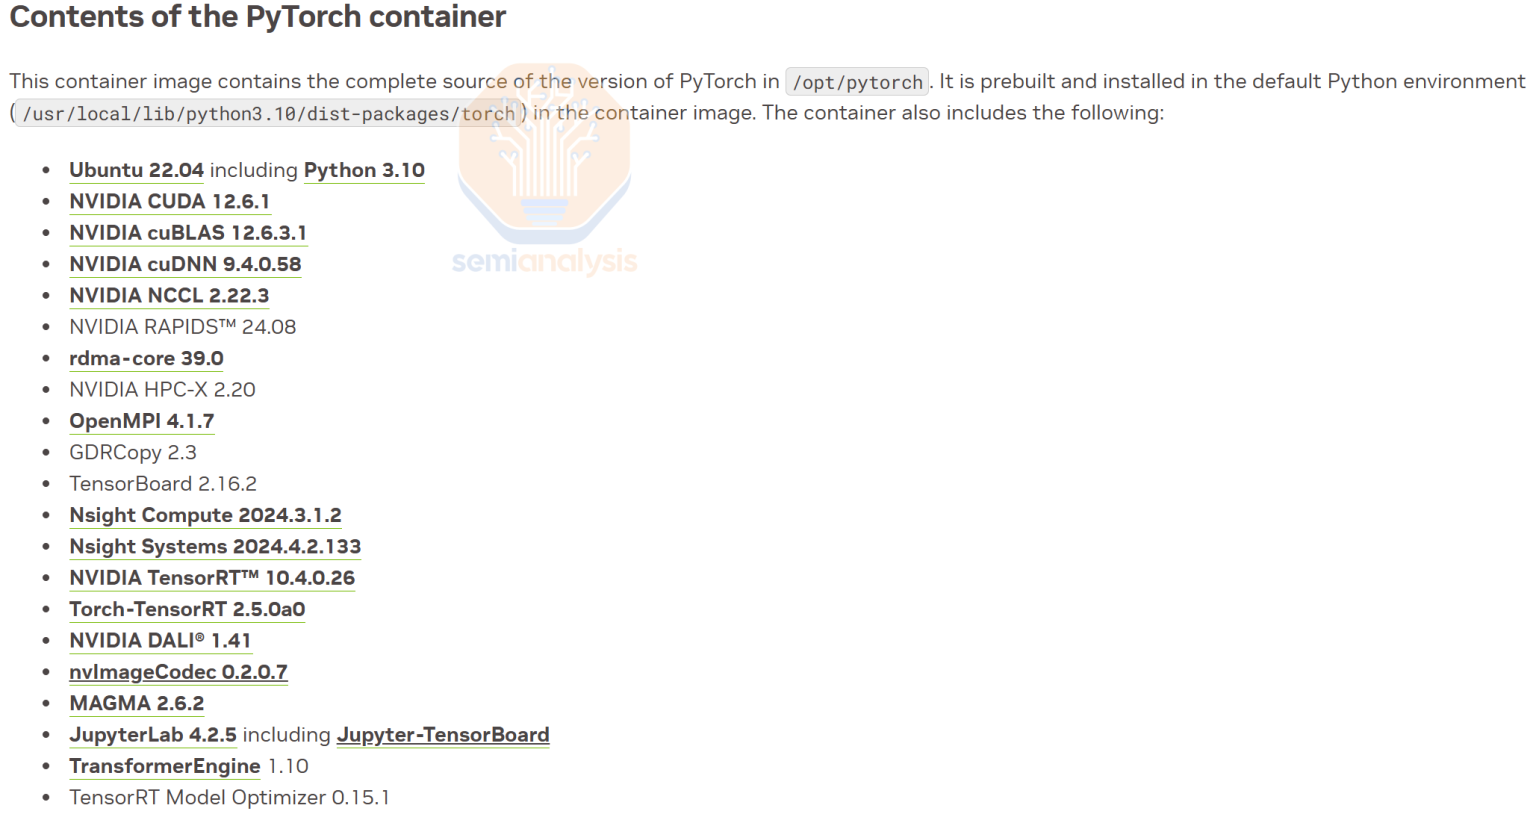 Contents of the PyTorch container
This container image contains the complete source of the version of PyTorch in /opt/pytorch. It is prebuilt and installed in the default Python environment
(/usr/local/lib/python3.10/dist-packages/torch) in the container image. The container also includes the following:
• Ubuntu 22.04 including Python 3.10
• NVIDIA CUDA 12.6.1
• NVIDIA cuBLAS 12.6.3.1
• NVIDIA cuDNN 9.4.0.58
semianalysis
• NVIDIA NCCL 2.22.3
• NVIDIA RAPIDS™ 24.08
• rdma-core 39.0
• NVIDIA HPC-X 2.20
• OpenMPI 4.1.7
• GDRCopy 2.3
• TensorBoard 2.16.2
• Nsight Compute 2024.3.1.2
• Nsight Systems 2024.4.2.133
• NVIDIA TensorRT™ 10.4.0.26
• Torch-TensorRT 2.5.0a0
• NVIDIA DALI® 1.41
• nvImageCodec 0.2.0.7
• MAGMA 2.6.2
• JupyterLab 4.2.5 including Jupyter-TensorBoard
• TransformerEngine 1.10
• TensorRT Model Optimizer 0.15.1